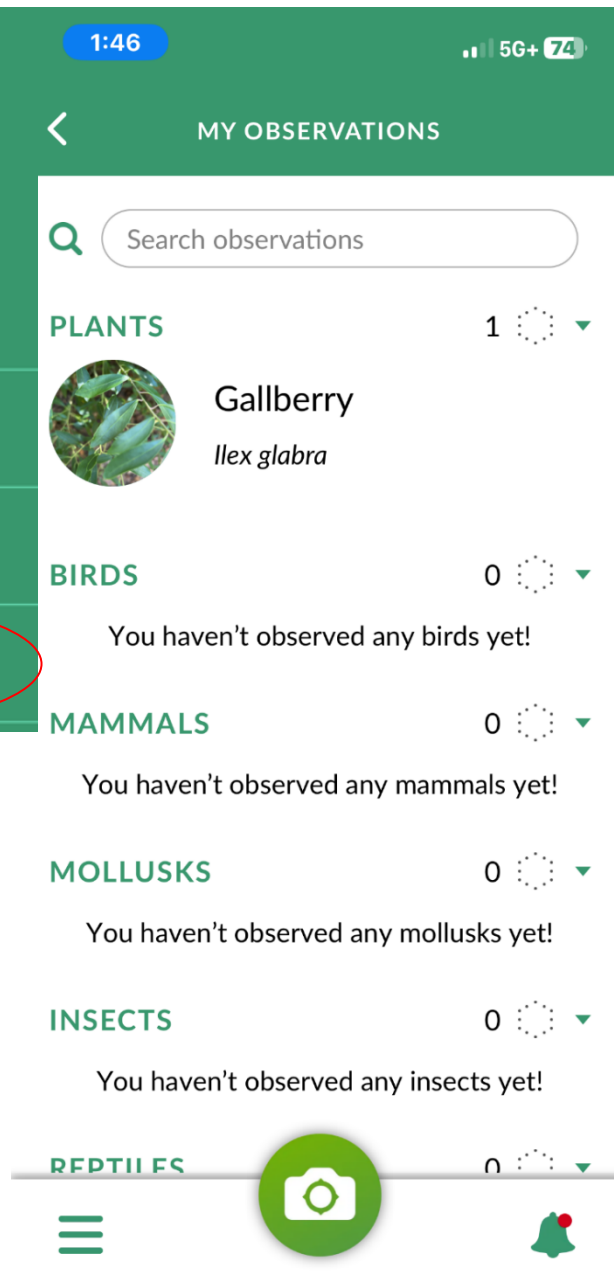 1:46 5G+ 74
MY OBSERVATIONS
Search observations
PLANTS 1
Gallberry
Ilex glabra
BIRDS 0
You haven’t observed any birds yet!
MAMMALS 0
You haven’t observed any mammals yet!
MOLLUSKS 0
You haven’t observed any mollusks yet!
INSECTS 0
You haven’t observed any insects yet!
REPTILES 0